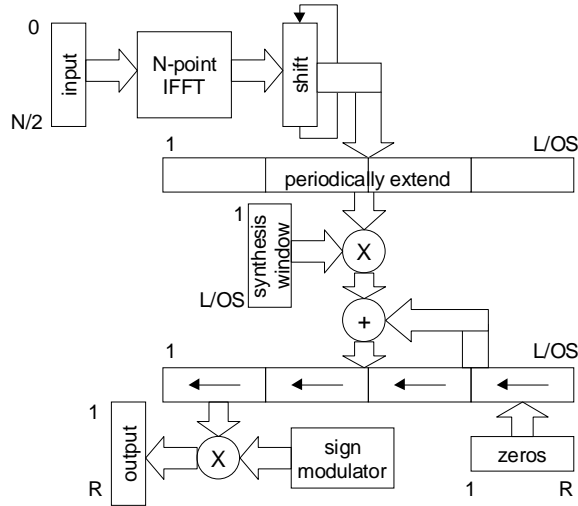 0
input
N/2
N-point
IFFT
shift
1
L/OS
periodically extend
1
synthesis
window
L/OS
X
+
1
L/OS
1
output
R
X
sign
modulator
zeros
1
R